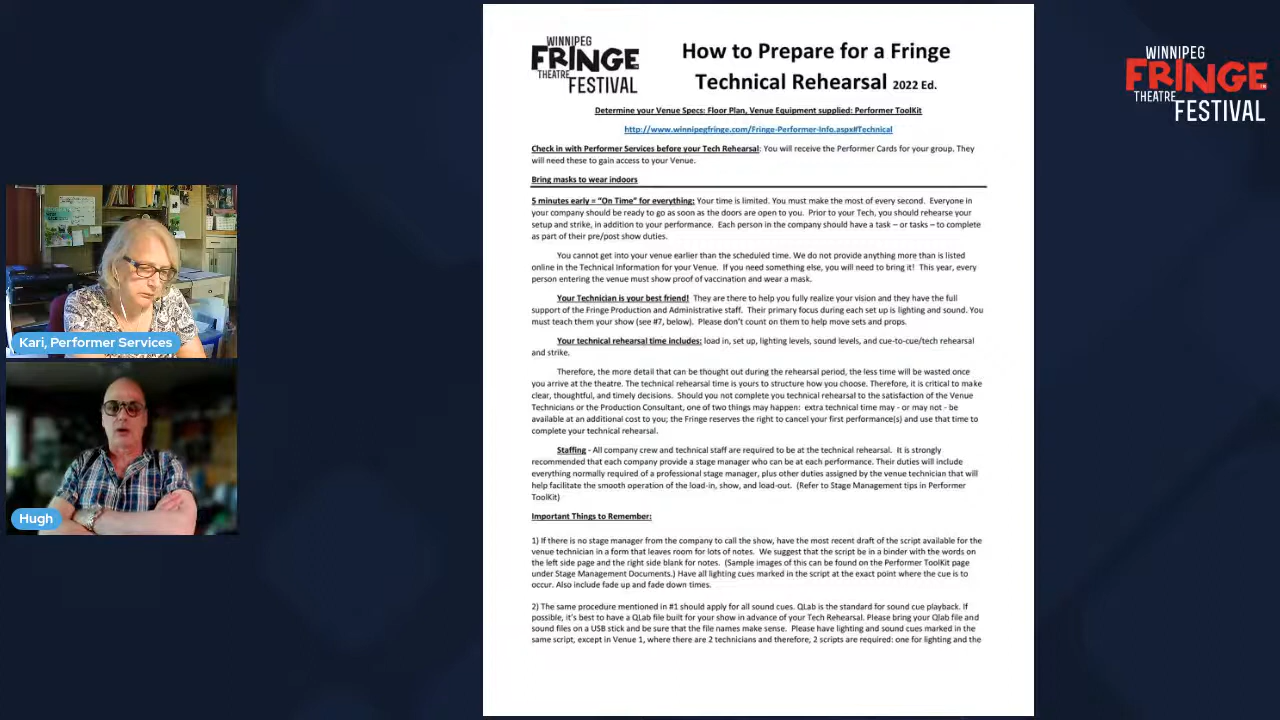 WINNIPEG
FRINGE
THEATRE
FESTIVAL
How to Prepare for a Fringe
Technical Rehearsal 2022 Ed.
Determine your Venue Specs: Floor Plan, Venue Equipment supplied: Performer ToolKit
http://www.winnipegfringe.com/Fringe-Performer-Info.aspx#Technical
Check in with Performer Services before your Tech Rehearsal: You will receive the Performer Cards for your group. They
will need these to gain access to your Venue.
Bring masks to wear indoors
5 minutes early = “On Time” for everything: Your time is limited. You must make the most of every second. Everyone in
your company should be ready to go as soon as the doors are open to you. Prior to your Tech, you should rehearse your
setup and strike, in addition to your performance. Each person in the company should have a task – or tasks – to complete
as part of their pre/post show duties.
You cannot get into your venue earlier than the scheduled time. We do not provide anything more than is listed
online in the Technical Information for your Venue. If you need something else, you will need to bring it! This year, every
person entering the venue must show proof of vaccination and wear a mask.
Your Technician is your best friend! They are there to help you fully realize your vision and they have the full
support of the Fringe Production and Administrative staff. Their primary focus during each set up is lighting and sound. You
must teach them your show (see #7, below). Please don’t count on them to help move sets and props.
Your technical rehearsal time includes: load in, set up, lighting levels, sound levels, and cue-to-cue/tech rehearsal
and strike.
Therefore, the more detail that can be thought out during the rehearsal period, the less time will be wasted once
you arrive at the theatre. The technical rehearsal time is yours to structure how you choose. Therefore, it is critical to make
clear, thoughtful, and timely decisions. Should you not complete you technical rehearsal to the satisfaction of the Venue
Technicians or the Production Consultant, one of two things may happen: extra technical time may - or may not - be
available at an additional cost to you; the Fringe reserves the right to cancel your first performance(s) and use that time to
complete your technical rehearsal.
Staffing - All company crew and technical staff are required to be at the technical rehearsal. It is strongly
recommended that each company provide a stage manager who can be at each performance. Their duties will include
everything normally required of a professional stage manager, plus other duties assigned by the venue technician that will
help facilitate the smooth operation of the load-in, show, and load-out. (Refer to Stage Management tips in Performer
ToolKit)
Important Things to Remember:
1) If there is no stage manager from the company to call the show, have the most recent draft of the script available for the
venue technician in a form that leaves room for lots of notes. We suggest that the script be in a binder with the words on
the left side page and the right side blank for notes. (Sample images of this can be found on the Performer ToolKit page
under Stage Management Documents.) Have all lighting cues marked in the script at the exact point where the cue is to
occur. Also include fade up and fade down times.
2) The same procedure mentioned in #1 should apply for all sound cues. QLab is the standard for sound cue playback. If
possible, it’s best to have a QLab file built for your show in advance of your Tech Rehearsal. Please bring your Qlab file and
sound files on a USB stick and be sure that the file names make sense. Please have lighting and sound cues marked in the
same script, except in Venue 1, where there are 2 technicians and therefore, 2 scripts are required: one for lighting and the
WINNIPEG
FRINGE
THEATRE
FESTIVAL
Kari, Performer Services
Hugh